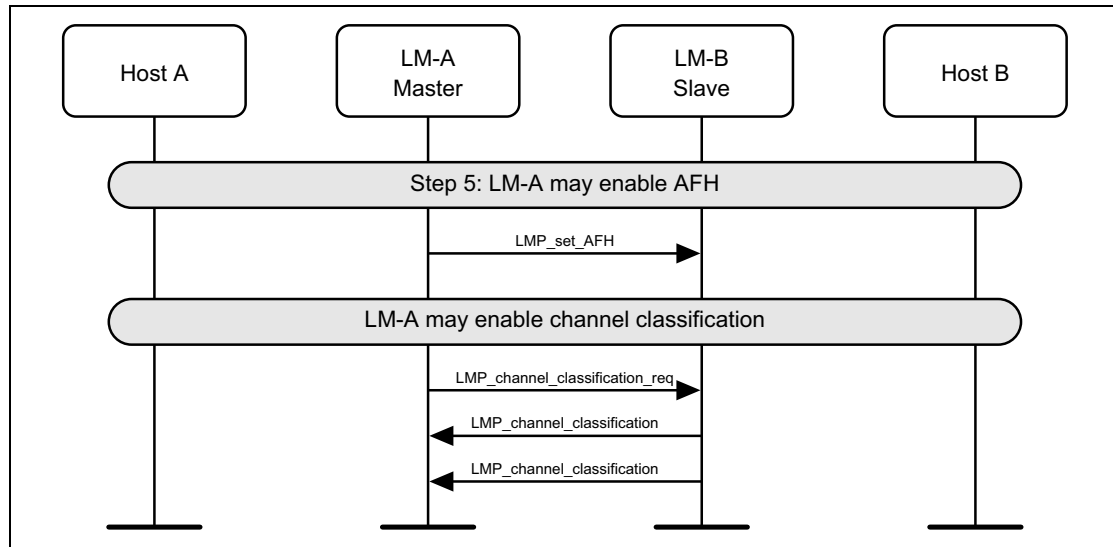 Host A
LM-A
Master
LM-B
Slave
Host B
Step 5: LM-A may enable AFH
LMP_set_AFH
LM-A may enable channel classification
LMP_channel_classification_req
LMP_channel_classification
LMP_channel_classification